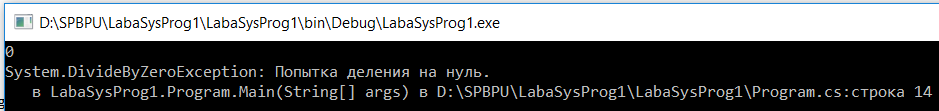 D:\SPBPU\LabaSysProg1\LabaSysProg1\bin\Debug\LabaSysProg1.exe
0
System.DivideByZeroException: Попытка деления на нуль.
в LabaSysProg1.Program.Main(String[] args) в D:\SPBPU\LabaSysProg1\LabaSysProg1\Program.cs:строка 14